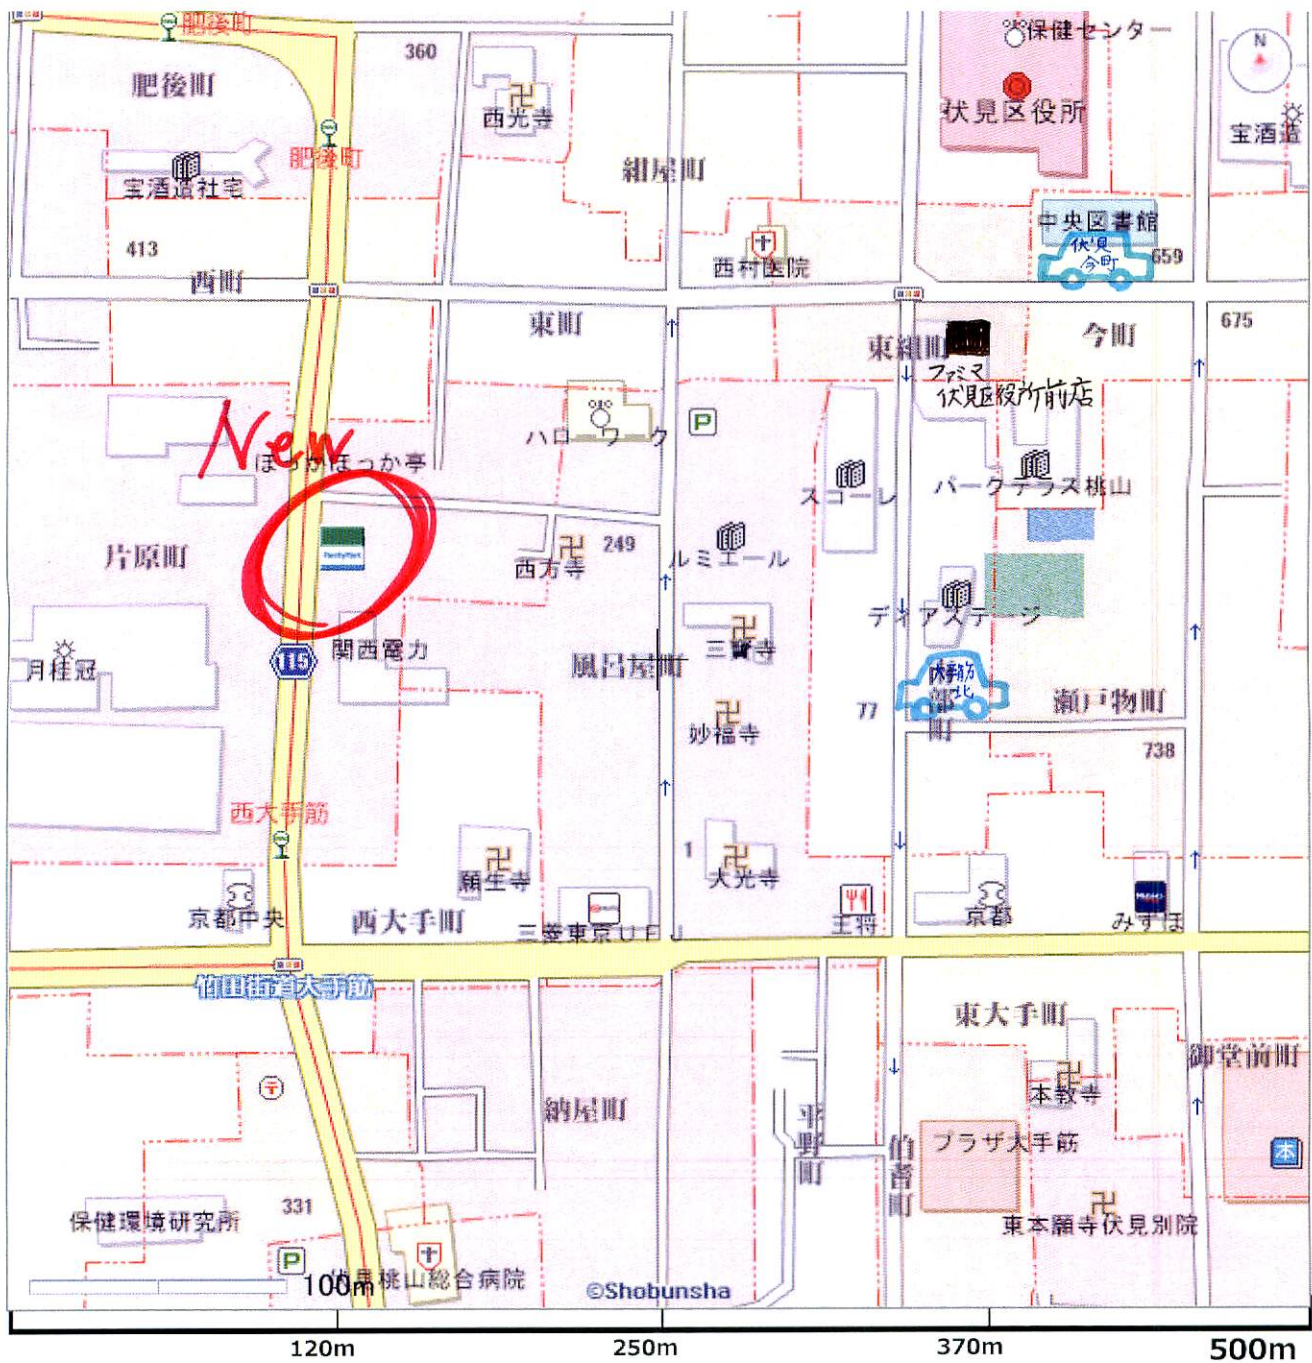 肥後町
保健センター
N
360
肥後町
西光寺
伏見区役所
宝酒造
肥後町
紺屋町
宝酒造社宅
中央図書館
413
伏見
今町
659
西村医院
西町
東町
675
東組町
今町
ファミマ
伏見区役所前店
New
ハローワーク
P
ほっかほっか亭
スコーレ
パークテラス桃山
片原町
FamilyMart
249
西方寺
ルミエール
ディアステージ
関西電力
115
三寶寺
風呂屋町
月桂冠
大手筋
北
部町
瀬戸物町
77
妙福寺
738
西大手筋
1
願生寺
大光寺
京都中央
西大手町
三菱東京UFJ
王将
京都
みずほ
竹田街道大手筋
東大手町
御堂前町
本教寺
納屋町
平野町
伯耆町
プラザ大手筋
本
保健環境研究所
331
東本願寺伏見別院
P
100m
伏見桃山総合病院
©Shobunsha
120m
250m
370m
500m